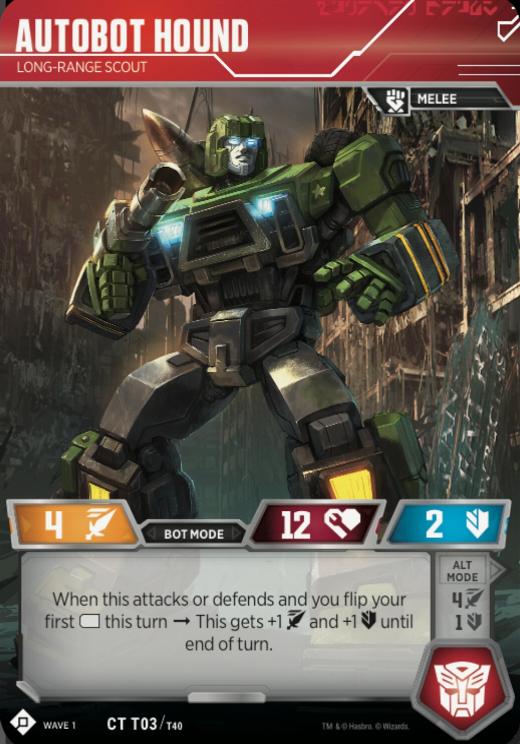 AUTOBOT HOUND
LONG-RANGE SCOUT
MELEE
4
BOT MODE
12
2
When this attacks or defends and you flip your
first this turn → This gets +1 and +1 until
end of turn.
ALT
MODE
4
1
WAVE 1
CT T03/T40
TM & © Hasbro. © Wizards.